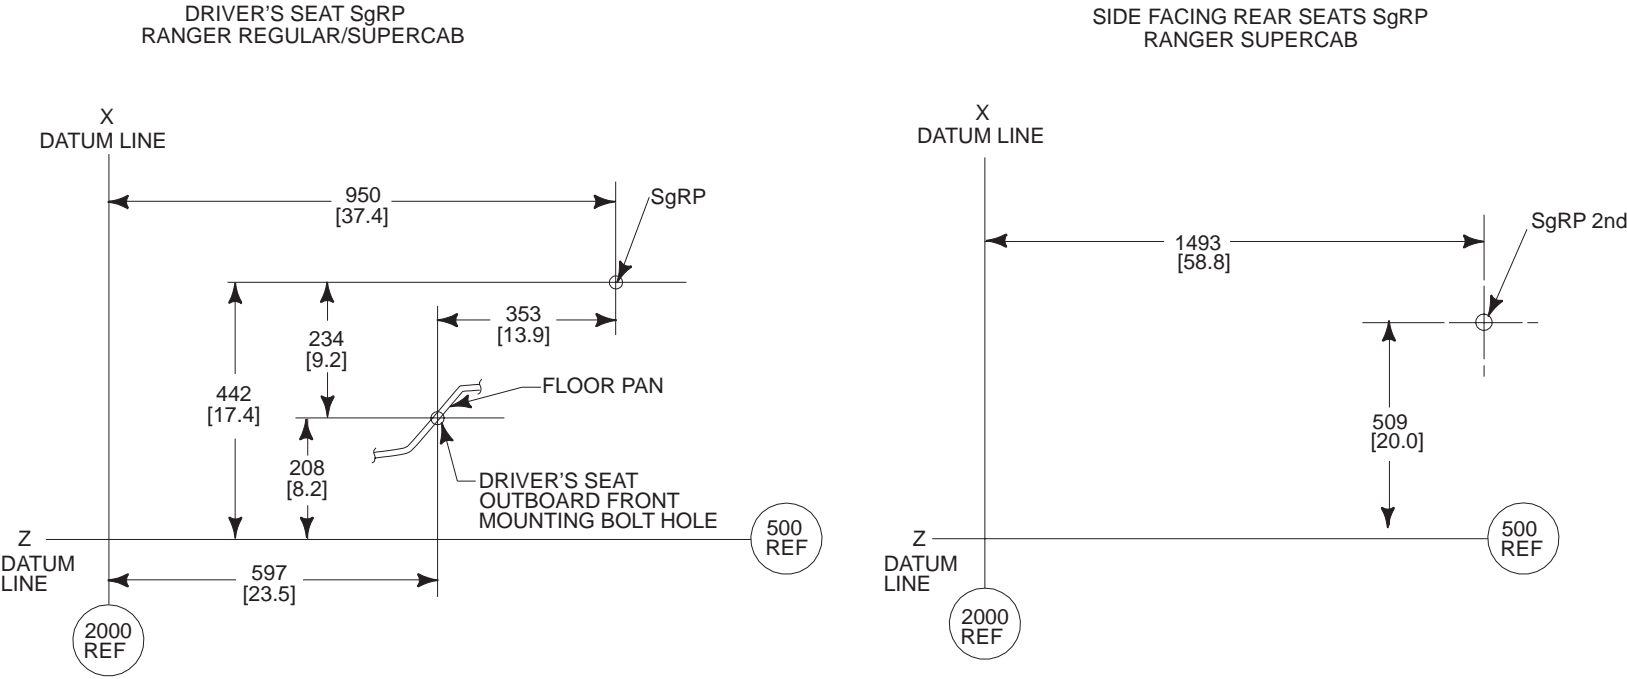 DRIVER'S SEAT SgRP
RANGER REGULAR/SUPERCAB
X
DATUM LINE
950
[37.4]
SgRP
353
[13.9]
234
[9.2]
442
[17.4]
FLOOR PAN
208
[8.2]
DRIVER'S SEAT
OUTBOARD FRONT
MOUNTING BOLT HOLE
Z
DATUM
LINE
500
REF
597
[23.5]
2000
REF
SIDE FACING REAR SEATS SgRP
RANGER SUPERCAB
X
DATUM LINE
1493
[58.8]
SgRP 2nd
509
[20.0]
Z
DATUM
LINE
500
REF
2000
REF